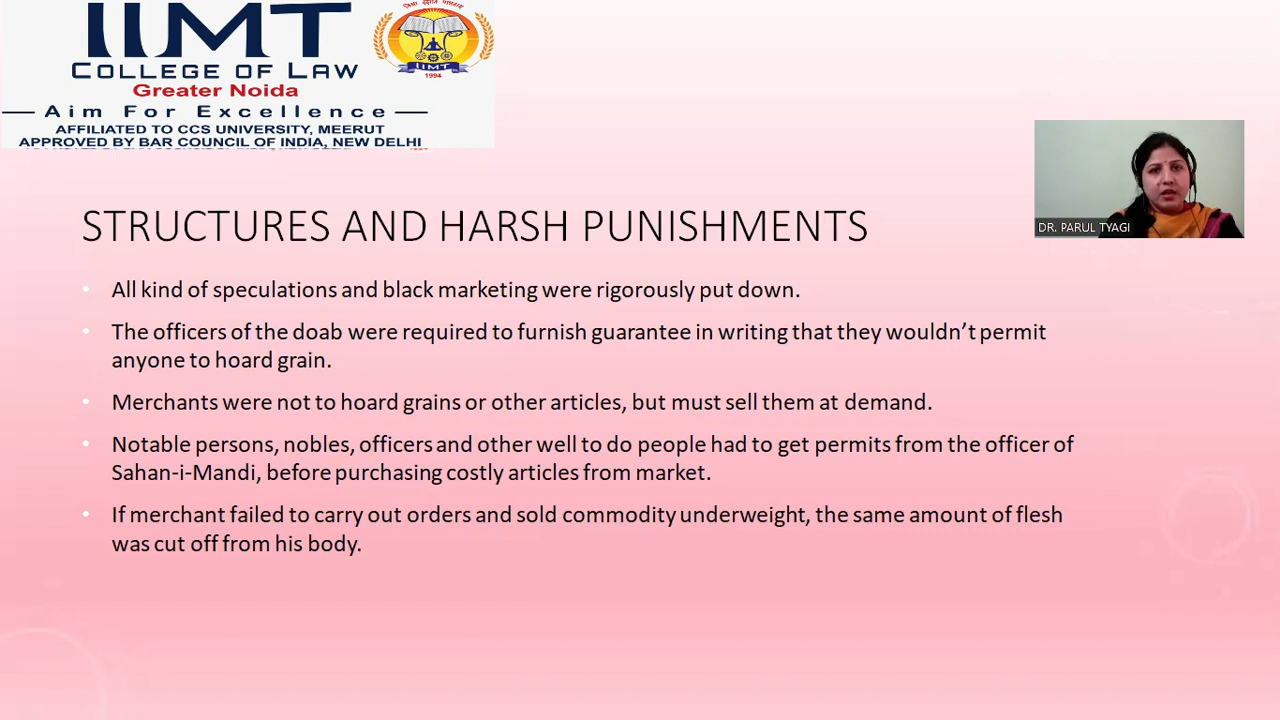 IIMT
COLLEGE OF LAW
Greater Noida
Aim For Excellence
AFFILIATED TO CCS UNIVERSITY, MEERUT
APPROVED BY BAR COUNCIL OF INDIA, NEW DELHI
IIMT
1994
DR. PARUL TYAGI
STRUCTURES AND HARSH PUNISHMENTS
• All kind of speculations and black marketing were rigorously put down.
• The officers of the doab were required to furnish guarantee in writing that they wouldn’t permit
anyone to hoard grain.
• Merchants were not to hoard grains or other articles, but must sell them at demand.
• Notable persons, nobles, officers and other well to do people had to get permits from the officer of
Sahan-i-Mandi, before purchasing costly articles from market.
• If merchant failed to carry out orders and sold commodity underweight, the same amount of flesh
was cut off from his body.